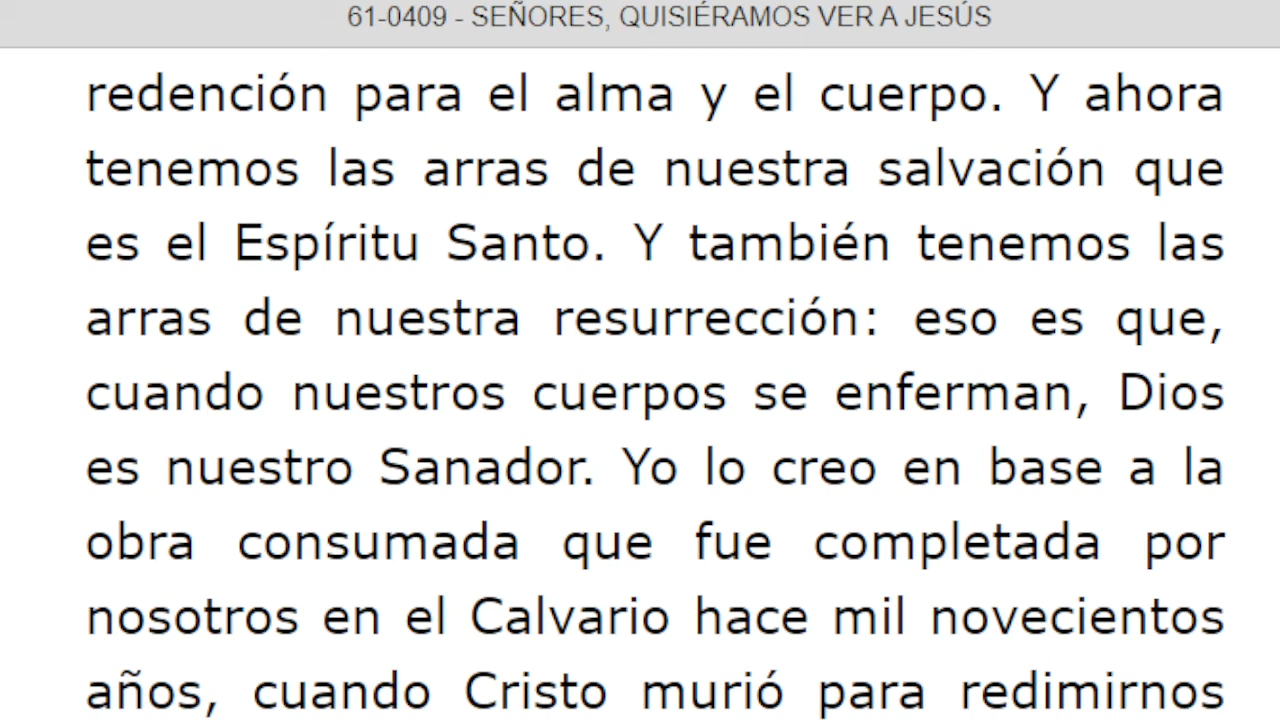 61-0409 - SEÑORES, QUISIÉRAMOS VER A JESÚS
redención para el alma y el cuerpo. Y ahora
tenemos las arras de nuestra salvación que
es el Espíritu Santo. Y también tenemos las
arras de nuestra resurrección: eso es que,
cuando nuestros cuerpos se enferman, Dios
es nuestro Sanador. Yo lo creo en base a la
obra consumada que fue completada por
nosotros en el Calvario hace mil novecientos
años, cuando Cristo murió para redimirnos